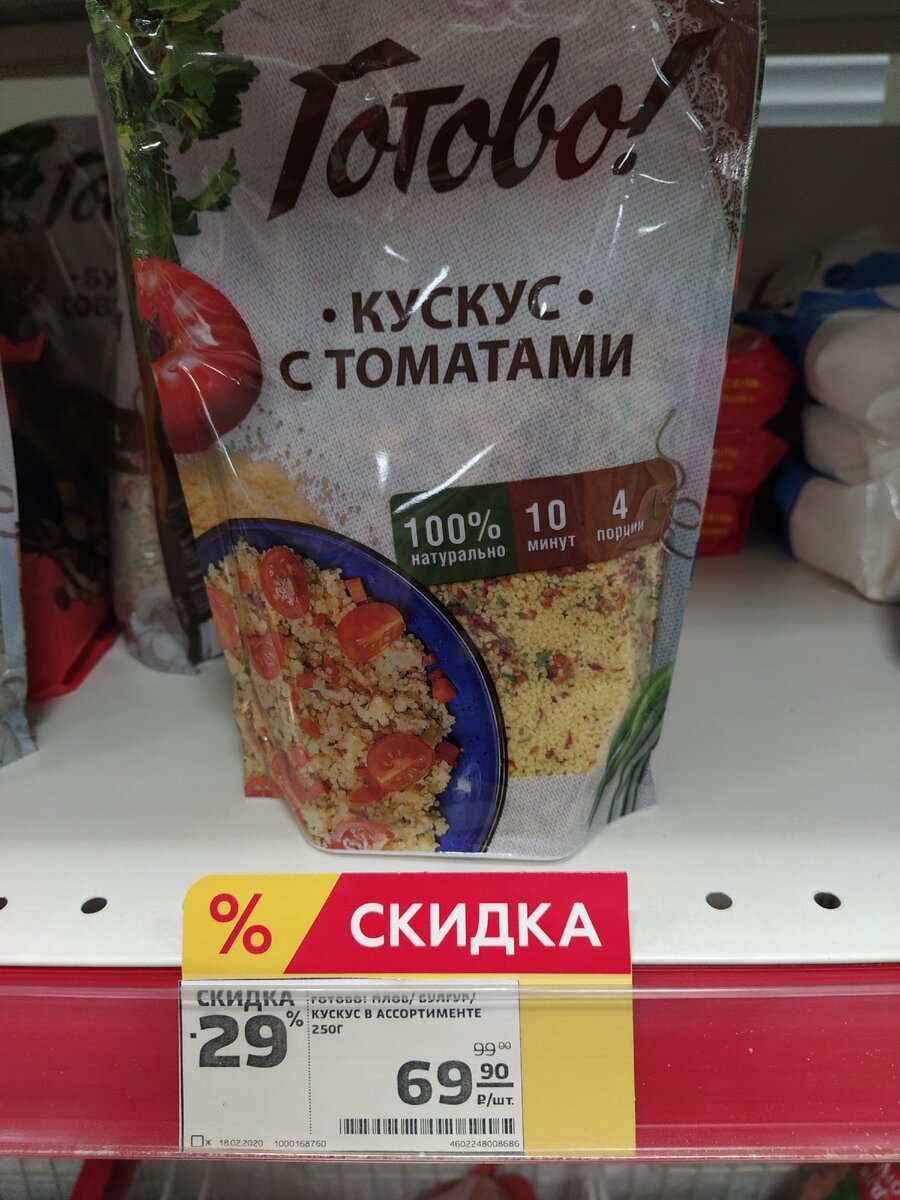 Готово!
• КУСКУС •
С ТОМАТАМИ
100%
натурально
10
минут
4
порции
% СКИДКА
СКИДКА
-29%
ГОТОВО! ПЛОВ/ БУЛГУР/
КУСКУС В АССОРТИМЕНТЕ
250Г
99 00
69 90
₽/шт.
Ж 18.02.2020 1000168760
4602248008686